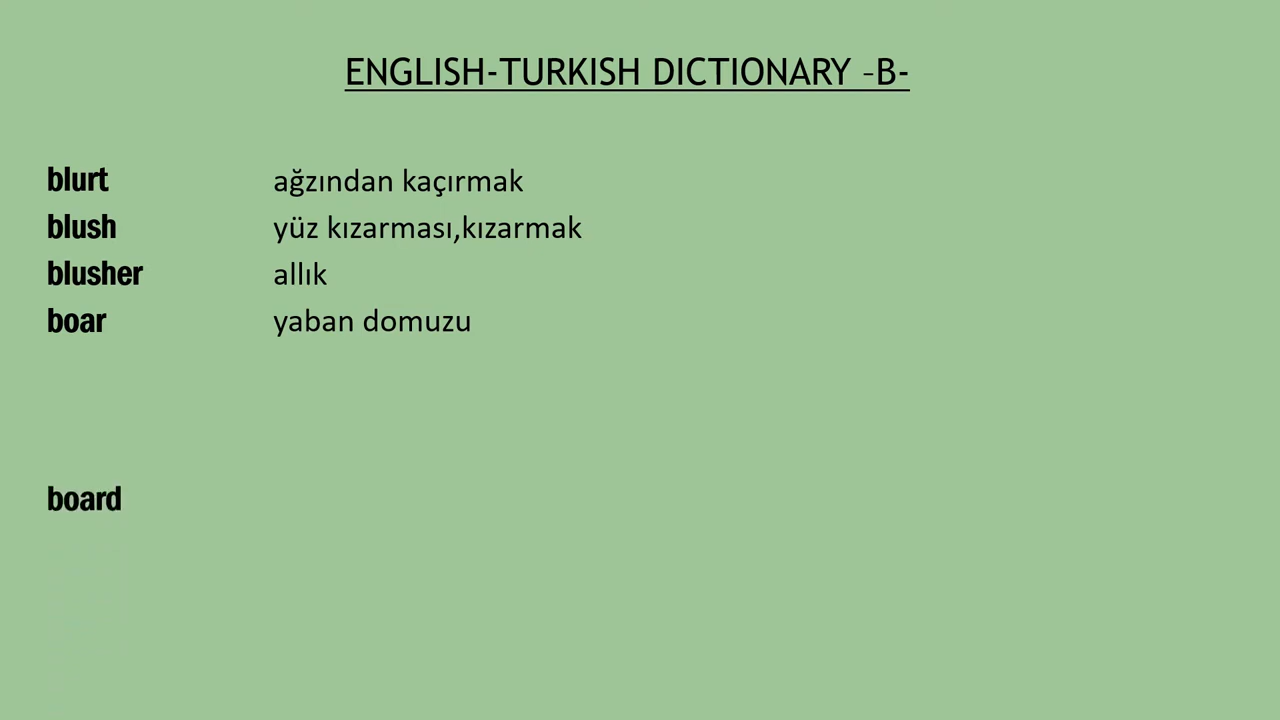 ENGLISH-TURKISH DICTIONARY –B-
blurt ağzından kaçırmak
blush yüz kızarması,kızarmak
blusher allık
boar yaban domuzu
board